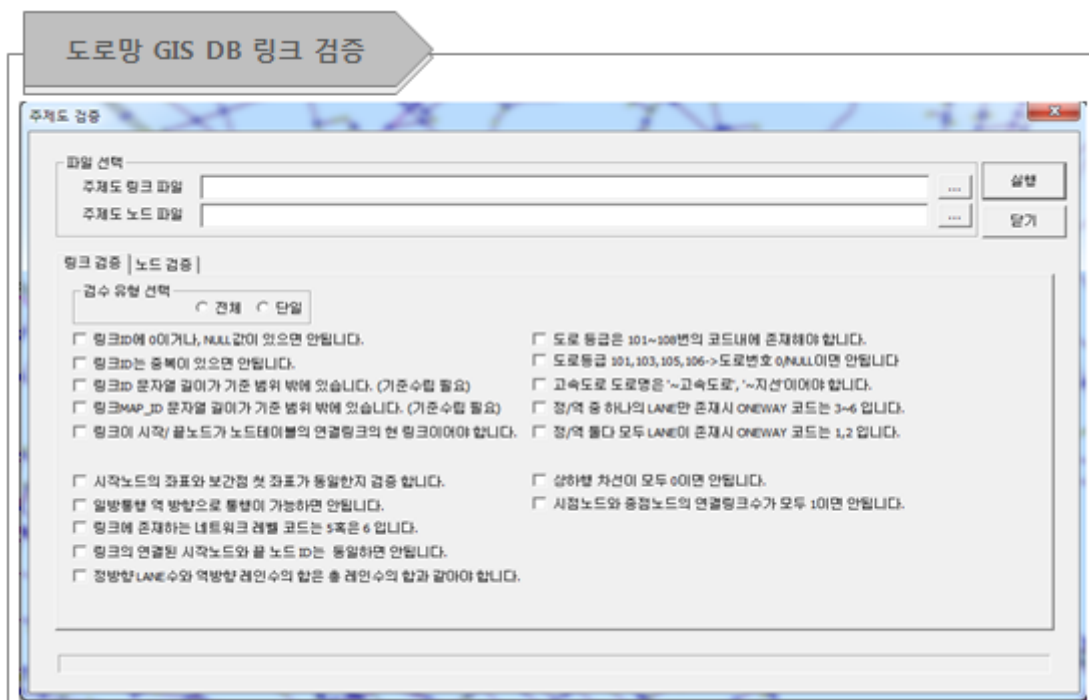 도로망 GIS DB 링크 검증
주제도 검증
파일 선택
주제도 링크 파일
...
실행
주제도 노드 파일
...
닫기
링크 검증 노드 검증
검수 유형 선택
전체 단일
링크ID에 0이거나, NULL값이 있으면 안됩니다.
링크ID는 중복이 있으면 안됩니다.
링크ID 문자열 길이가 기준 범위 밖에 있습니다. (기준수립 필요)
링크MAP_ID 문자열 길이가 기준 범위 밖에 있습니다. (기준수립 필요)
링크이 시작/ 끝노드가 노드테이블의 연결링크의 현 링크이어야 합니다.
시작노드의 좌표와 보간점 첫 좌표가 동일한지 검증 합니다.
일방통행 역 방향으로 통행이 가능하면 안됩니다.
링크에 존재하는 네트워크 레벨 코드는 5혹은 6 입니다.
링크의 연결된 시작노드와 끝 노드 ID는 동일하면 안됩니다.
정방향 LANE수와 역방향 레인수의 합은 총 레인수의 합과 같아야 합니다.
도로 등급은 101~108번의 코드내에 존재해야 합니다.
도로등급 101,103,105,106->도로번호 0/NULL이면 안됩니다
고속도로 도로명은 '~고속도로', '~지선'이어야 합니다.
정/역 중 하나의 LANE만 존재시 ONEWAY 코드는 3~6 입니다.
정/역 둘다 모두 LANE이 존재시 ONEWAY 코드는 1,2 입니다.
상하행 차선이 모두 0이면 안됩니다.
시점노드와 종점노드의 연결링크수가 모두 1이면 안됩니다.